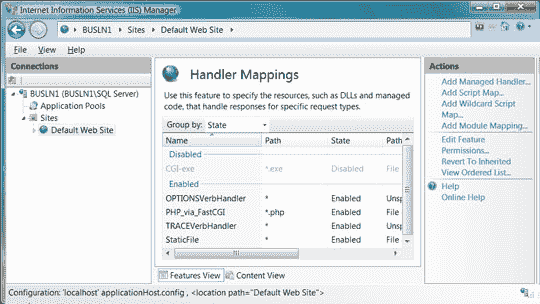 Internet Information Services (IIS) Manager
BUSLN1 Sites Default Web Site
File View Help
Connections
BUSLN1 (BUSLN1\SQL Server)
Application Pools
Sites
Default Web Site
Handler Mappings
Use this feature to specify the resources, such as DLLs and managed
code, that handle responses for specific request types.
Group by: State
Name Path State Path
Disabled
CGI-exe *.exe Disabled File
Enabled
OPTIONSVerbHandler * Enabled Unsp
PHP_via_FastCGI *.php Enabled File
TRACEVerbHandler * Enabled Unsp
StaticFile * Enabled File
Features View Content View
Actions
Add Managed Handler...
Add Script Map...
Add Wildcard Script
Map...
Add Module Mapping...
Edit Feature
Permissions...
Revert To Inherited
View Ordered List...
Help
Online Help
Configuration: 'localhost' applicationHost.config , <location path="Default Web Site">